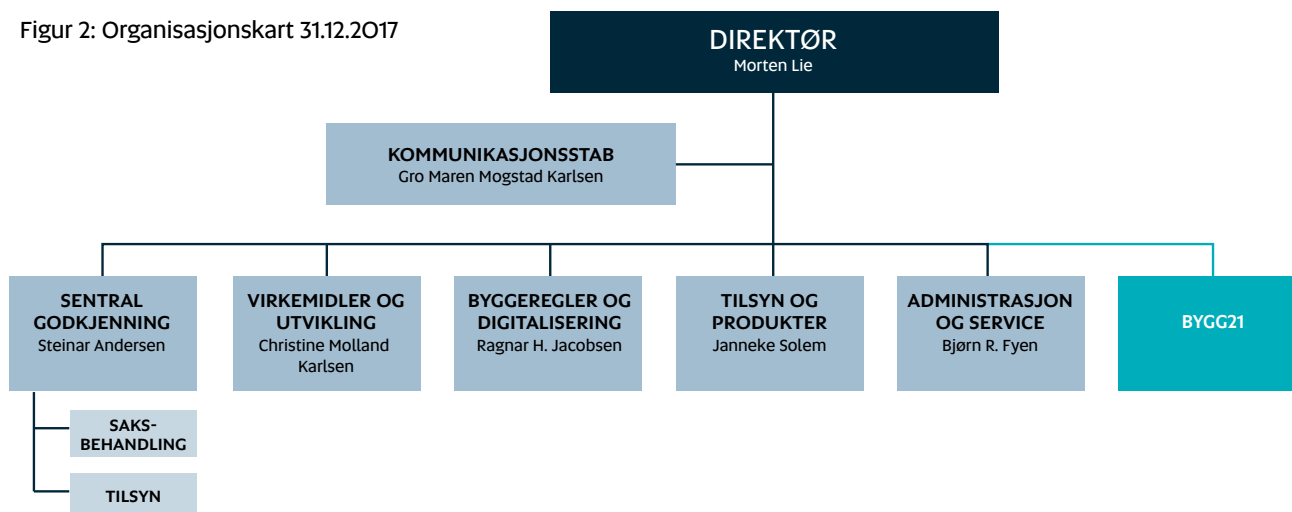 Figur 2: Organisasjonskart 31.12.2017
DIREKTØR
Morten Lie
KOMMUNIKASJONSSTAB
Gro Maren Mogstad Karlsen
SENTRAL
GODKJENNING
Steinar Andersen
VIRKEMIDLER OG
UTVIKLING
Christine Molland
Karlsen
BYGGEREGLER OG
DIGITALISERING
Ragnar H. Jacobsen
TILSYN OG
PRODUKTER
Janneke Solem
ADMINISTRASJON
OG SERVICE
Bjørn R. Fyen
BYGG21
SAKS-
BEHANDLING
TILSYN